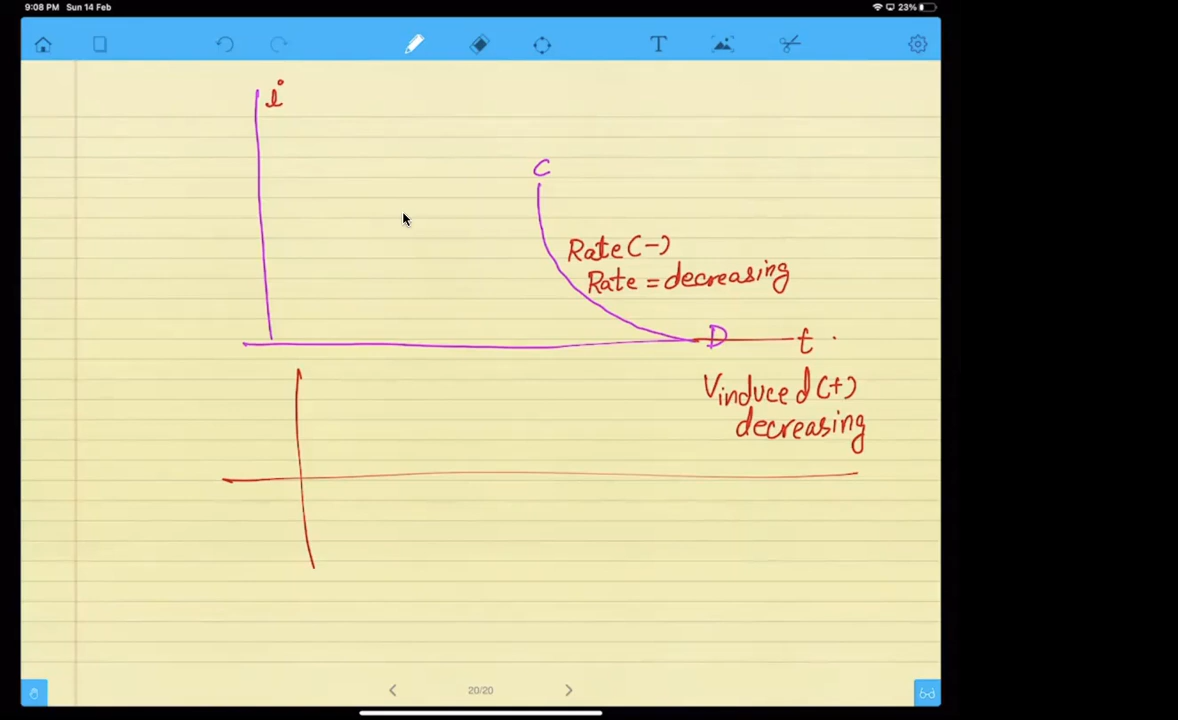 9:08 PM Sun 14 Feb
23%
T
i
C
Rate (-)
Rate = decreasing
D
t
Vinduced (+)
decreasing
20/20